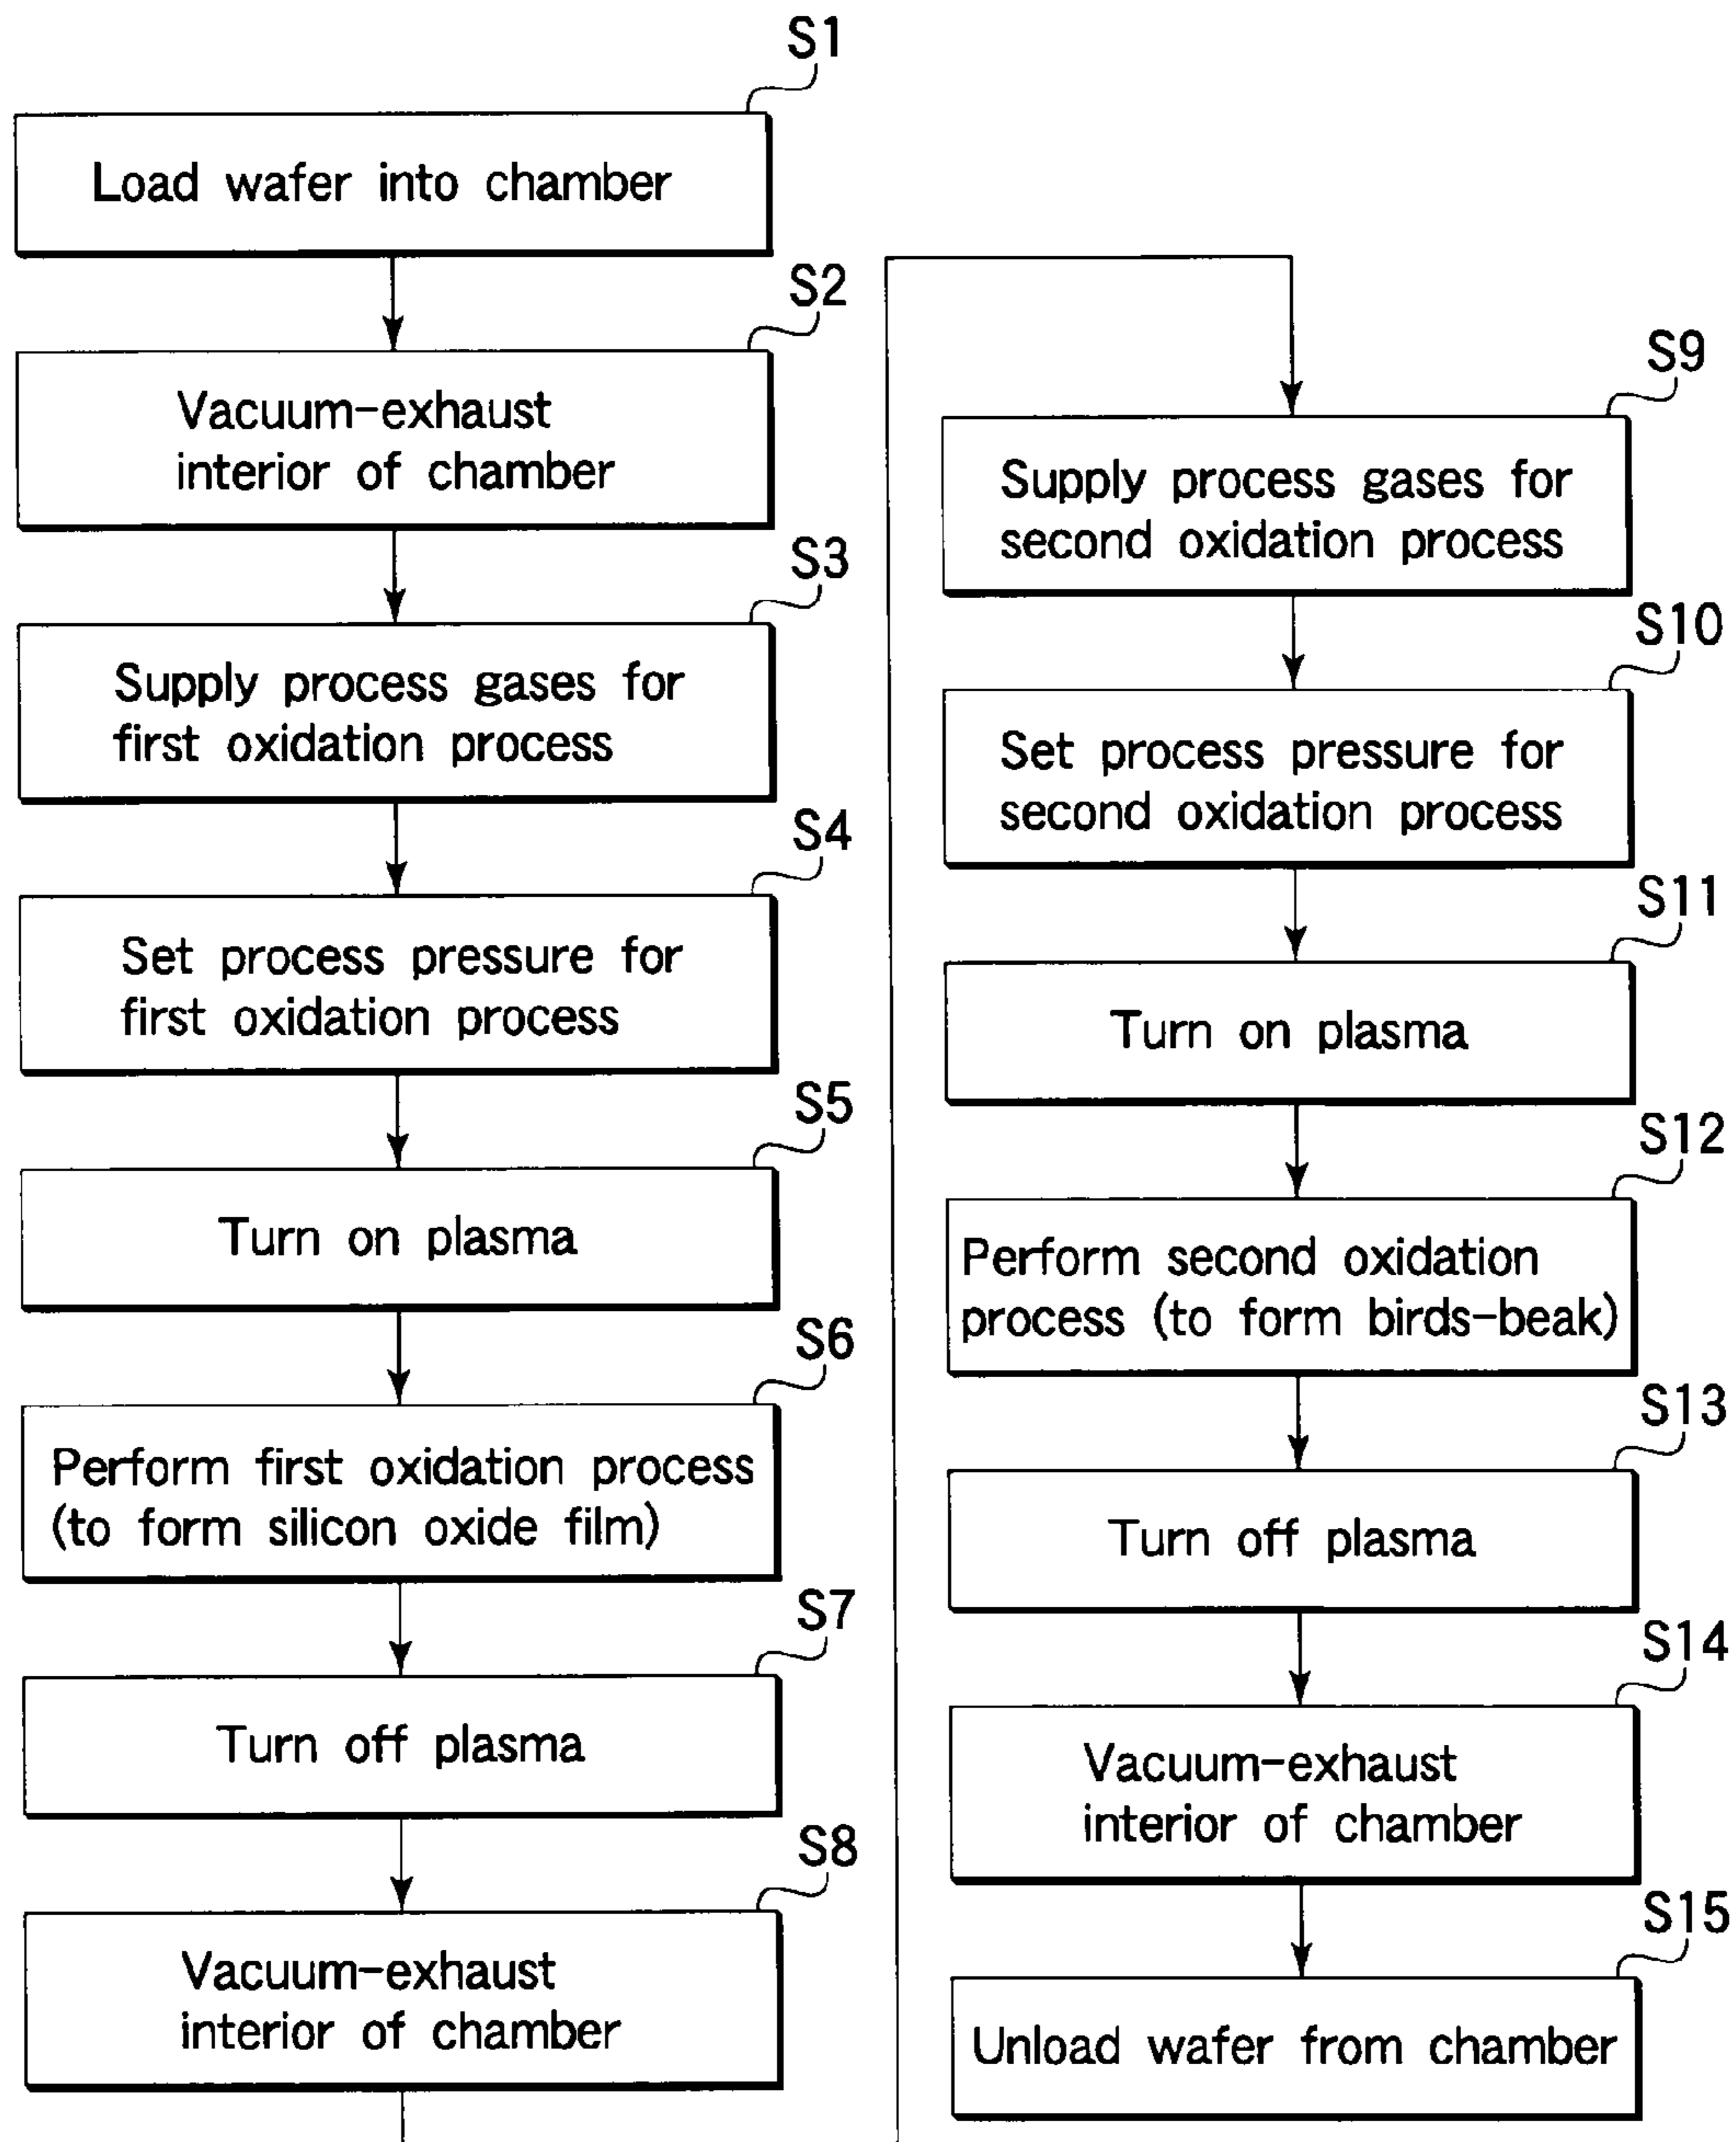 S1
Load wafer into chamber
S2
Vacuum-exhaust
interior of chamber
S3
Supply process gases for
first oxidation process
S4
Set process pressure for
first oxidation process
S5
Turn on plasma
S6
Perform first oxidation process
(to form silicon oxide film)
S7
Turn off plasma
S8
Vacuum-exhaust
interior of chamber
S9
Supply process gases for
second oxidation process
S10
Set process pressure for
second oxidation process
S11
Turn on plasma
S12
Perform second oxidation
process (to form birds-beak)
S13
Turn off plasma
S14
Vacuum-exhaust
interior of chamber
S15
Unload wafer from chamber